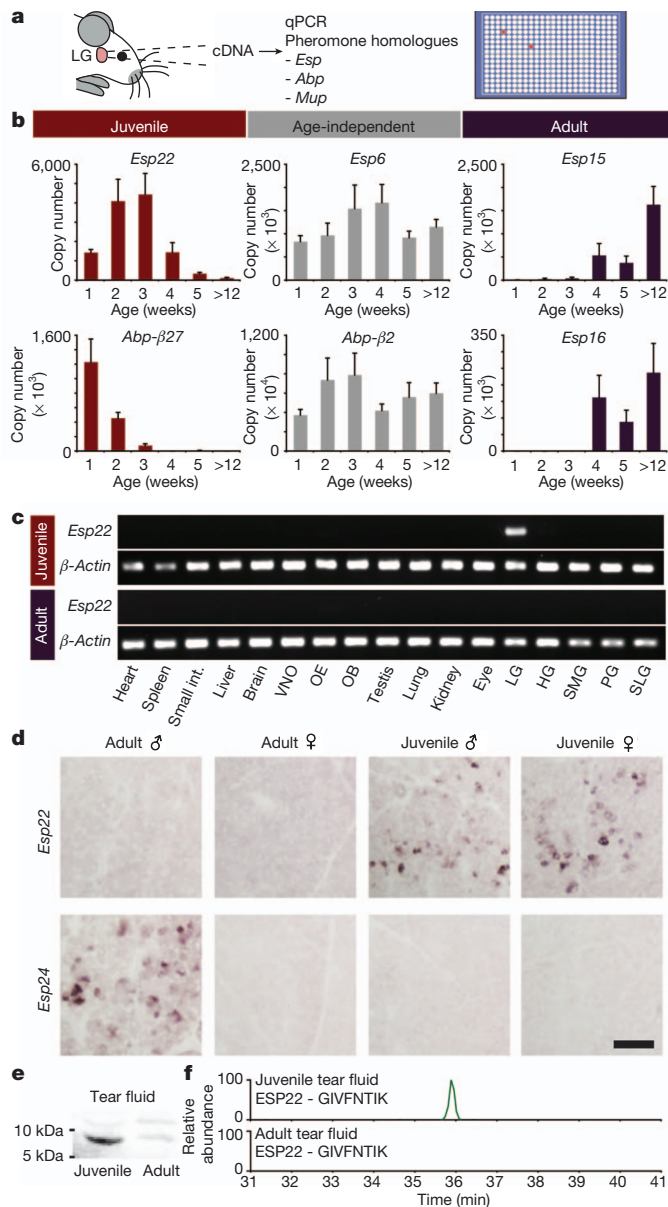 a
LG
cDNA
qPCR
Pheromone homologues
- Esp
- Abp
- Mup
b
Juvenile
Age-independent
Adult
Esp22
Copy number
(× 10³)
6,000
0
1 2 3 4 5 >12
Age (weeks)
Esp6
Copy number
(× 10³)
2,500
0
1 2 3 4 5 >12
Age (weeks)
Esp15
Copy number
(× 10³)
2,500
0
1 2 3 4 5 >12
Age (weeks)
Abp-β27
Copy number
(× 10³)
1,600
0
1 2 3 4 5 >12
Age (weeks)
Abp-β2
Copy number
(× 10⁴)
1,200
0
1 2 3 4 5 >12
Age (weeks)
Esp16
Copy number
(× 10³)
350
0
1 2 3 4 5 >12
Age (weeks)
c
Juvenile
Esp22
β-Actin
Adult
Esp22
β-Actin
Heart
Spleen
Small int.
Liver
Brain
VNO
OE
OB
Testis
Lung
Kidney
Eye
LG
HG
SMG
PG
SLG
d
Adult ♂
Adult ♀
Juvenile ♂
Juvenile ♀
Esp22
Esp24
e
Tear fluid
10 kDa
5 kDa
Juvenile Adult
f
Relative
abundance
100
0
Juvenile tear fluid
ESP22 - GIVFNTIK
100
0
Adult tear fluid
ESP22 - GIVFNTIK
31 32 33 34 35 36 37 38 39 40 41
Time (min)